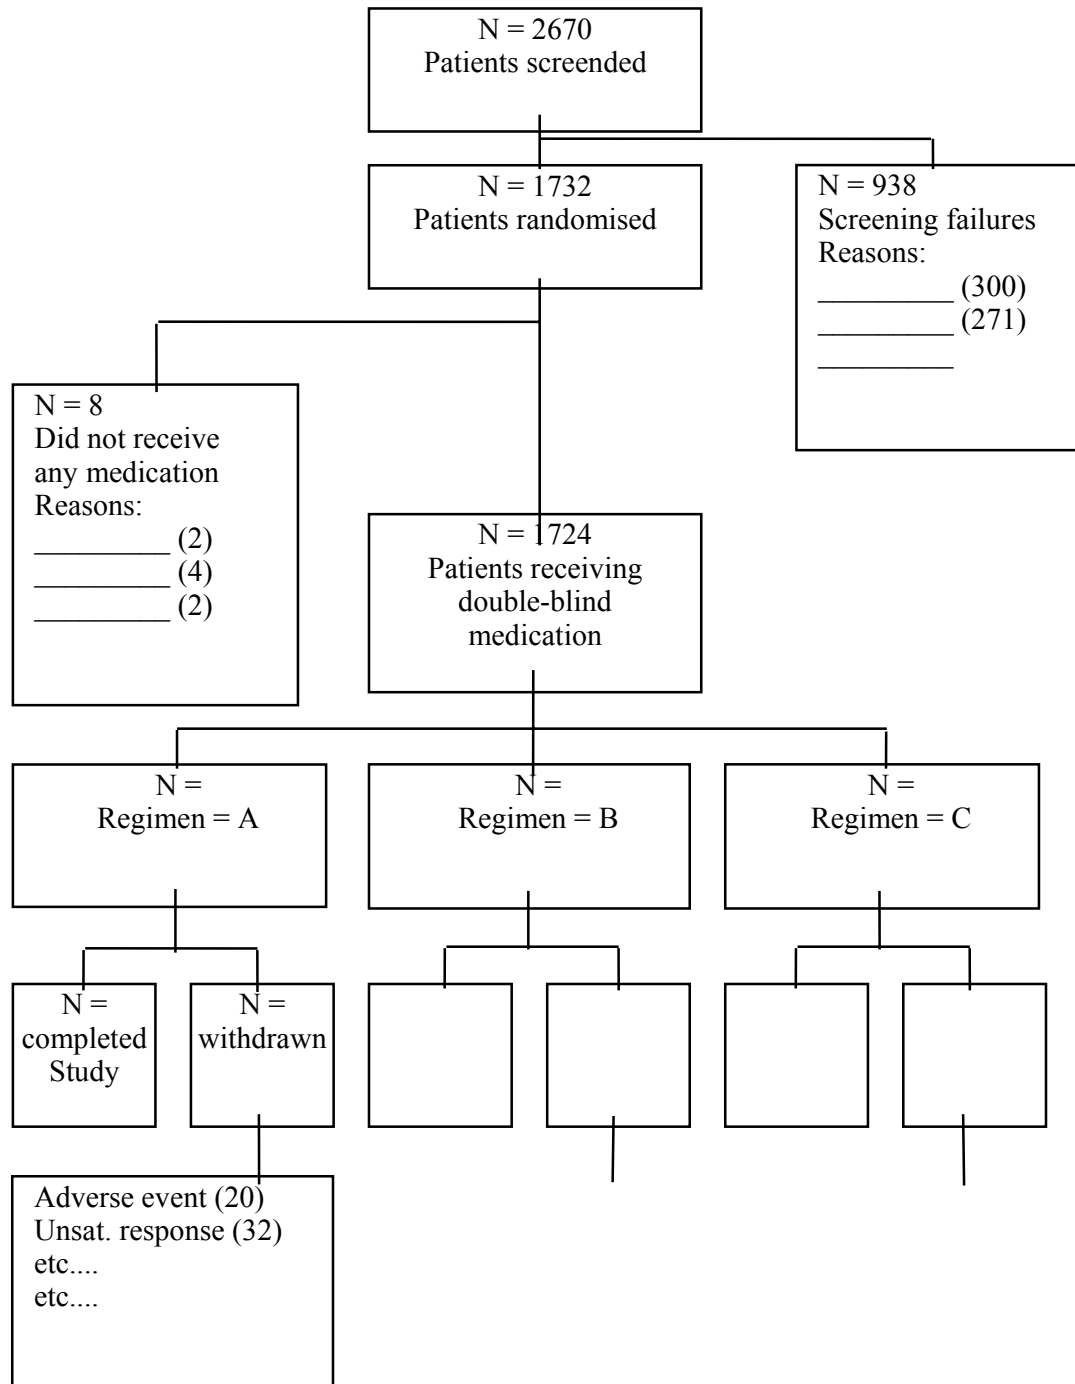 N = 2670
Patients screended
N = 1732
Patients randomised
N = 938
Screening failures
Reasons:
_________ (300)
_________ (271)
_________
N = 8
Did not receive
any medication
Reasons:
_________ (2)
_________ (4)
_________ (2)
N = 1724
Patients receiving
double-blind
medication
N =
Regimen = A
N =
Regimen = B
N =
Regimen = C
N =
completed
Study
N =
withdrawn
Adverse event (20)
Unsat. response (32)
etc....
etc....